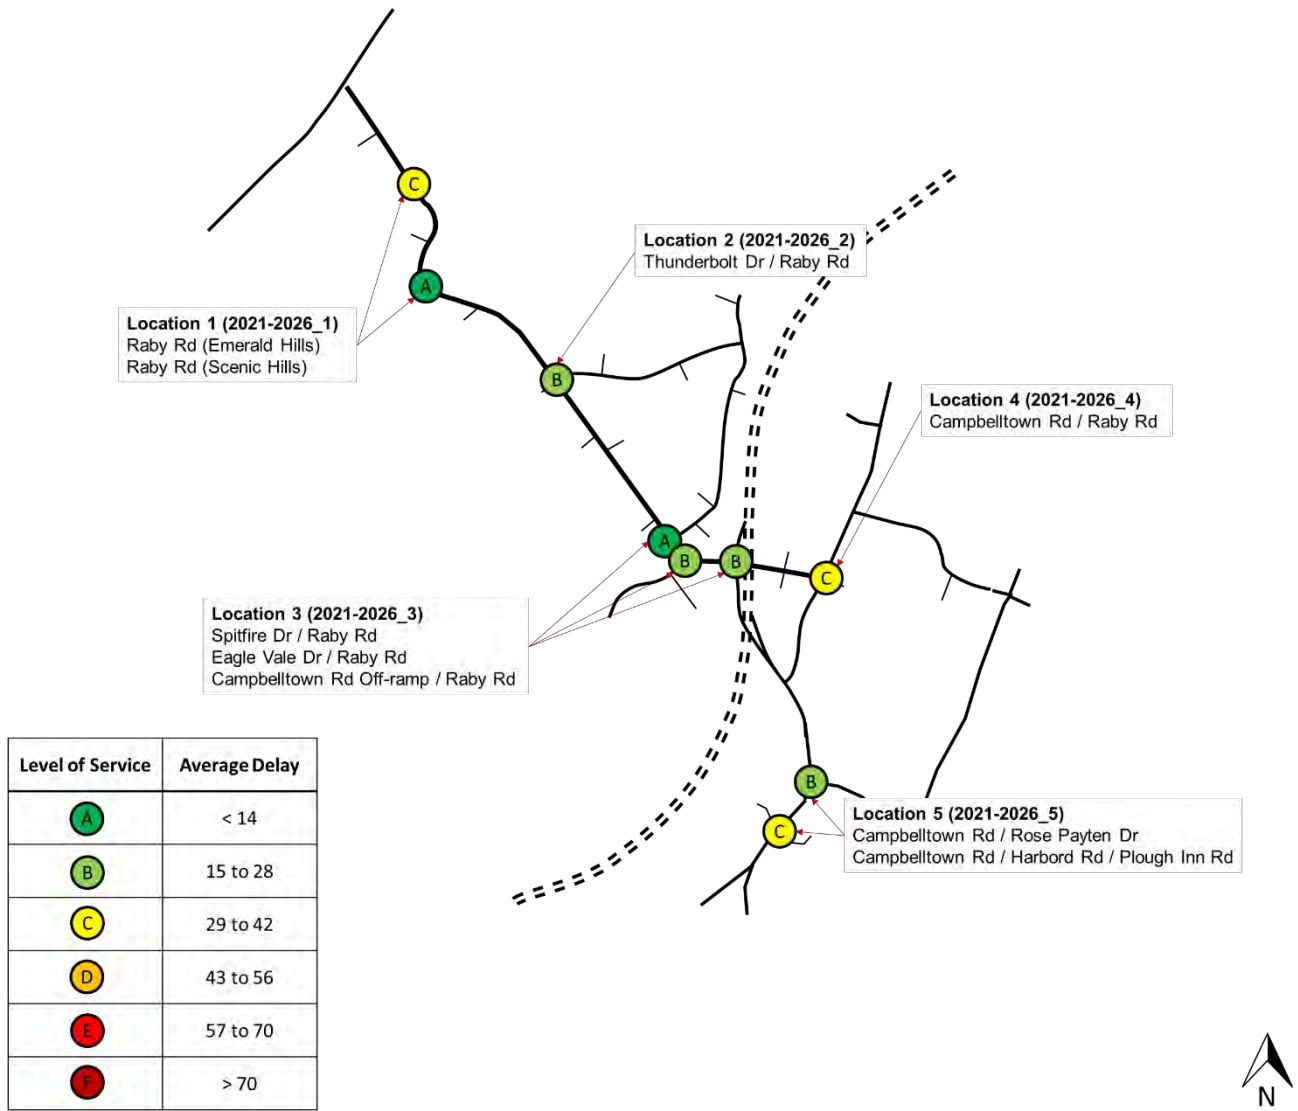 C
Location 2 (2021-2026_2)
Thunderbolt Dr / Raby Rd
A
Location 1 (2021-2026_1)
Raby Rd (Emerald Hills)
Raby Rd (Scenic Hills)
B
Location 4 (2021-2026_4)
Campbelltown Rd / Raby Rd
A
B
B
C
Location 3 (2021-2026_3)
Spitfire Dr / Raby Rd
Eagle Vale Dr / Raby Rd
Campbelltown Rd Off-ramp / Raby Rd
B
C
Location 5 (2021-2026_5)
Campbelltown Rd / Rose Payten Dr
Campbelltown Rd / Harbord Rd / Plough Inn Rd
Level of Service Average Delay
A < 14
B 15 to 28
C 29 to 42
D 43 to 56
E 57 to 70
F > 70
N